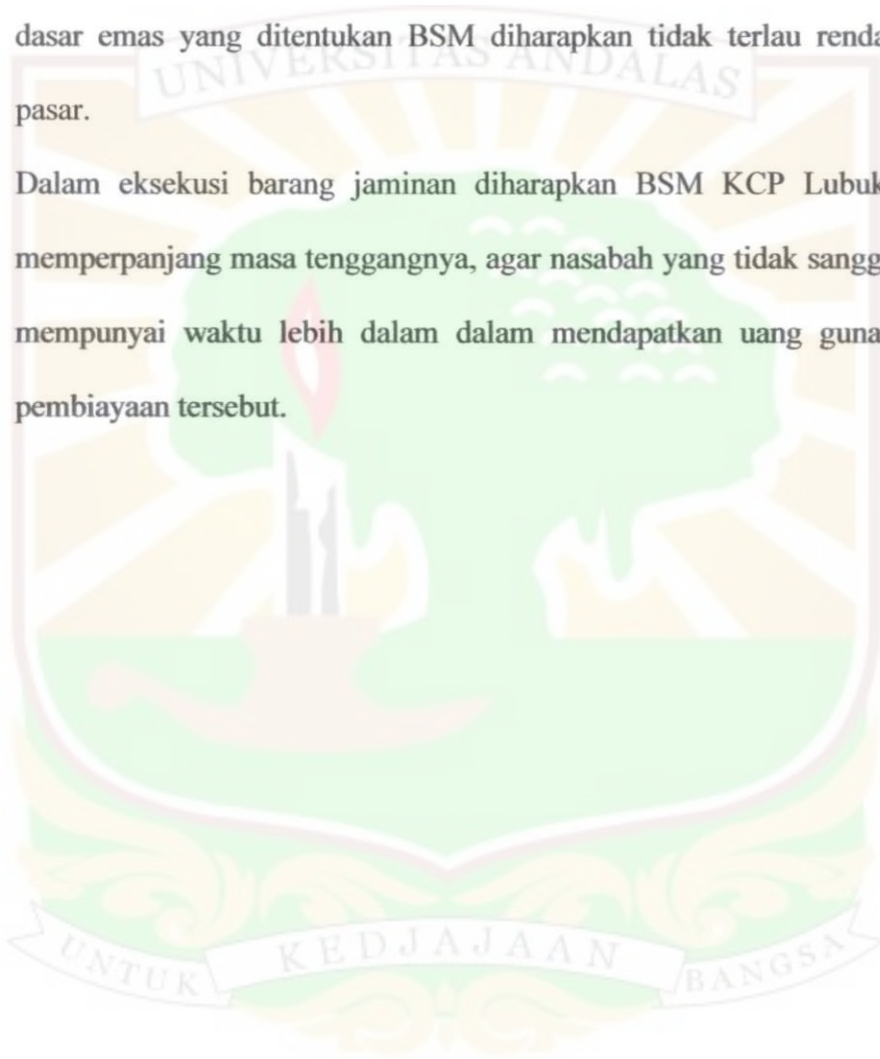 dasar emas yang ditentukan BSM diharapkan tidak terlau renda
UNIVERSITAS ANDALAS
pasar.
Dalam eksekusi barang jaminan diharapkan BSM KCP Lubuk
memperpanjang masa tenggangnya, agar nasabah yang tidak sangg
mempunyai waktu lebih dalam dalam mendapatkan uang guna
pembiayaan tersebut.
UNTUK KEDJAJAAN BANGSA